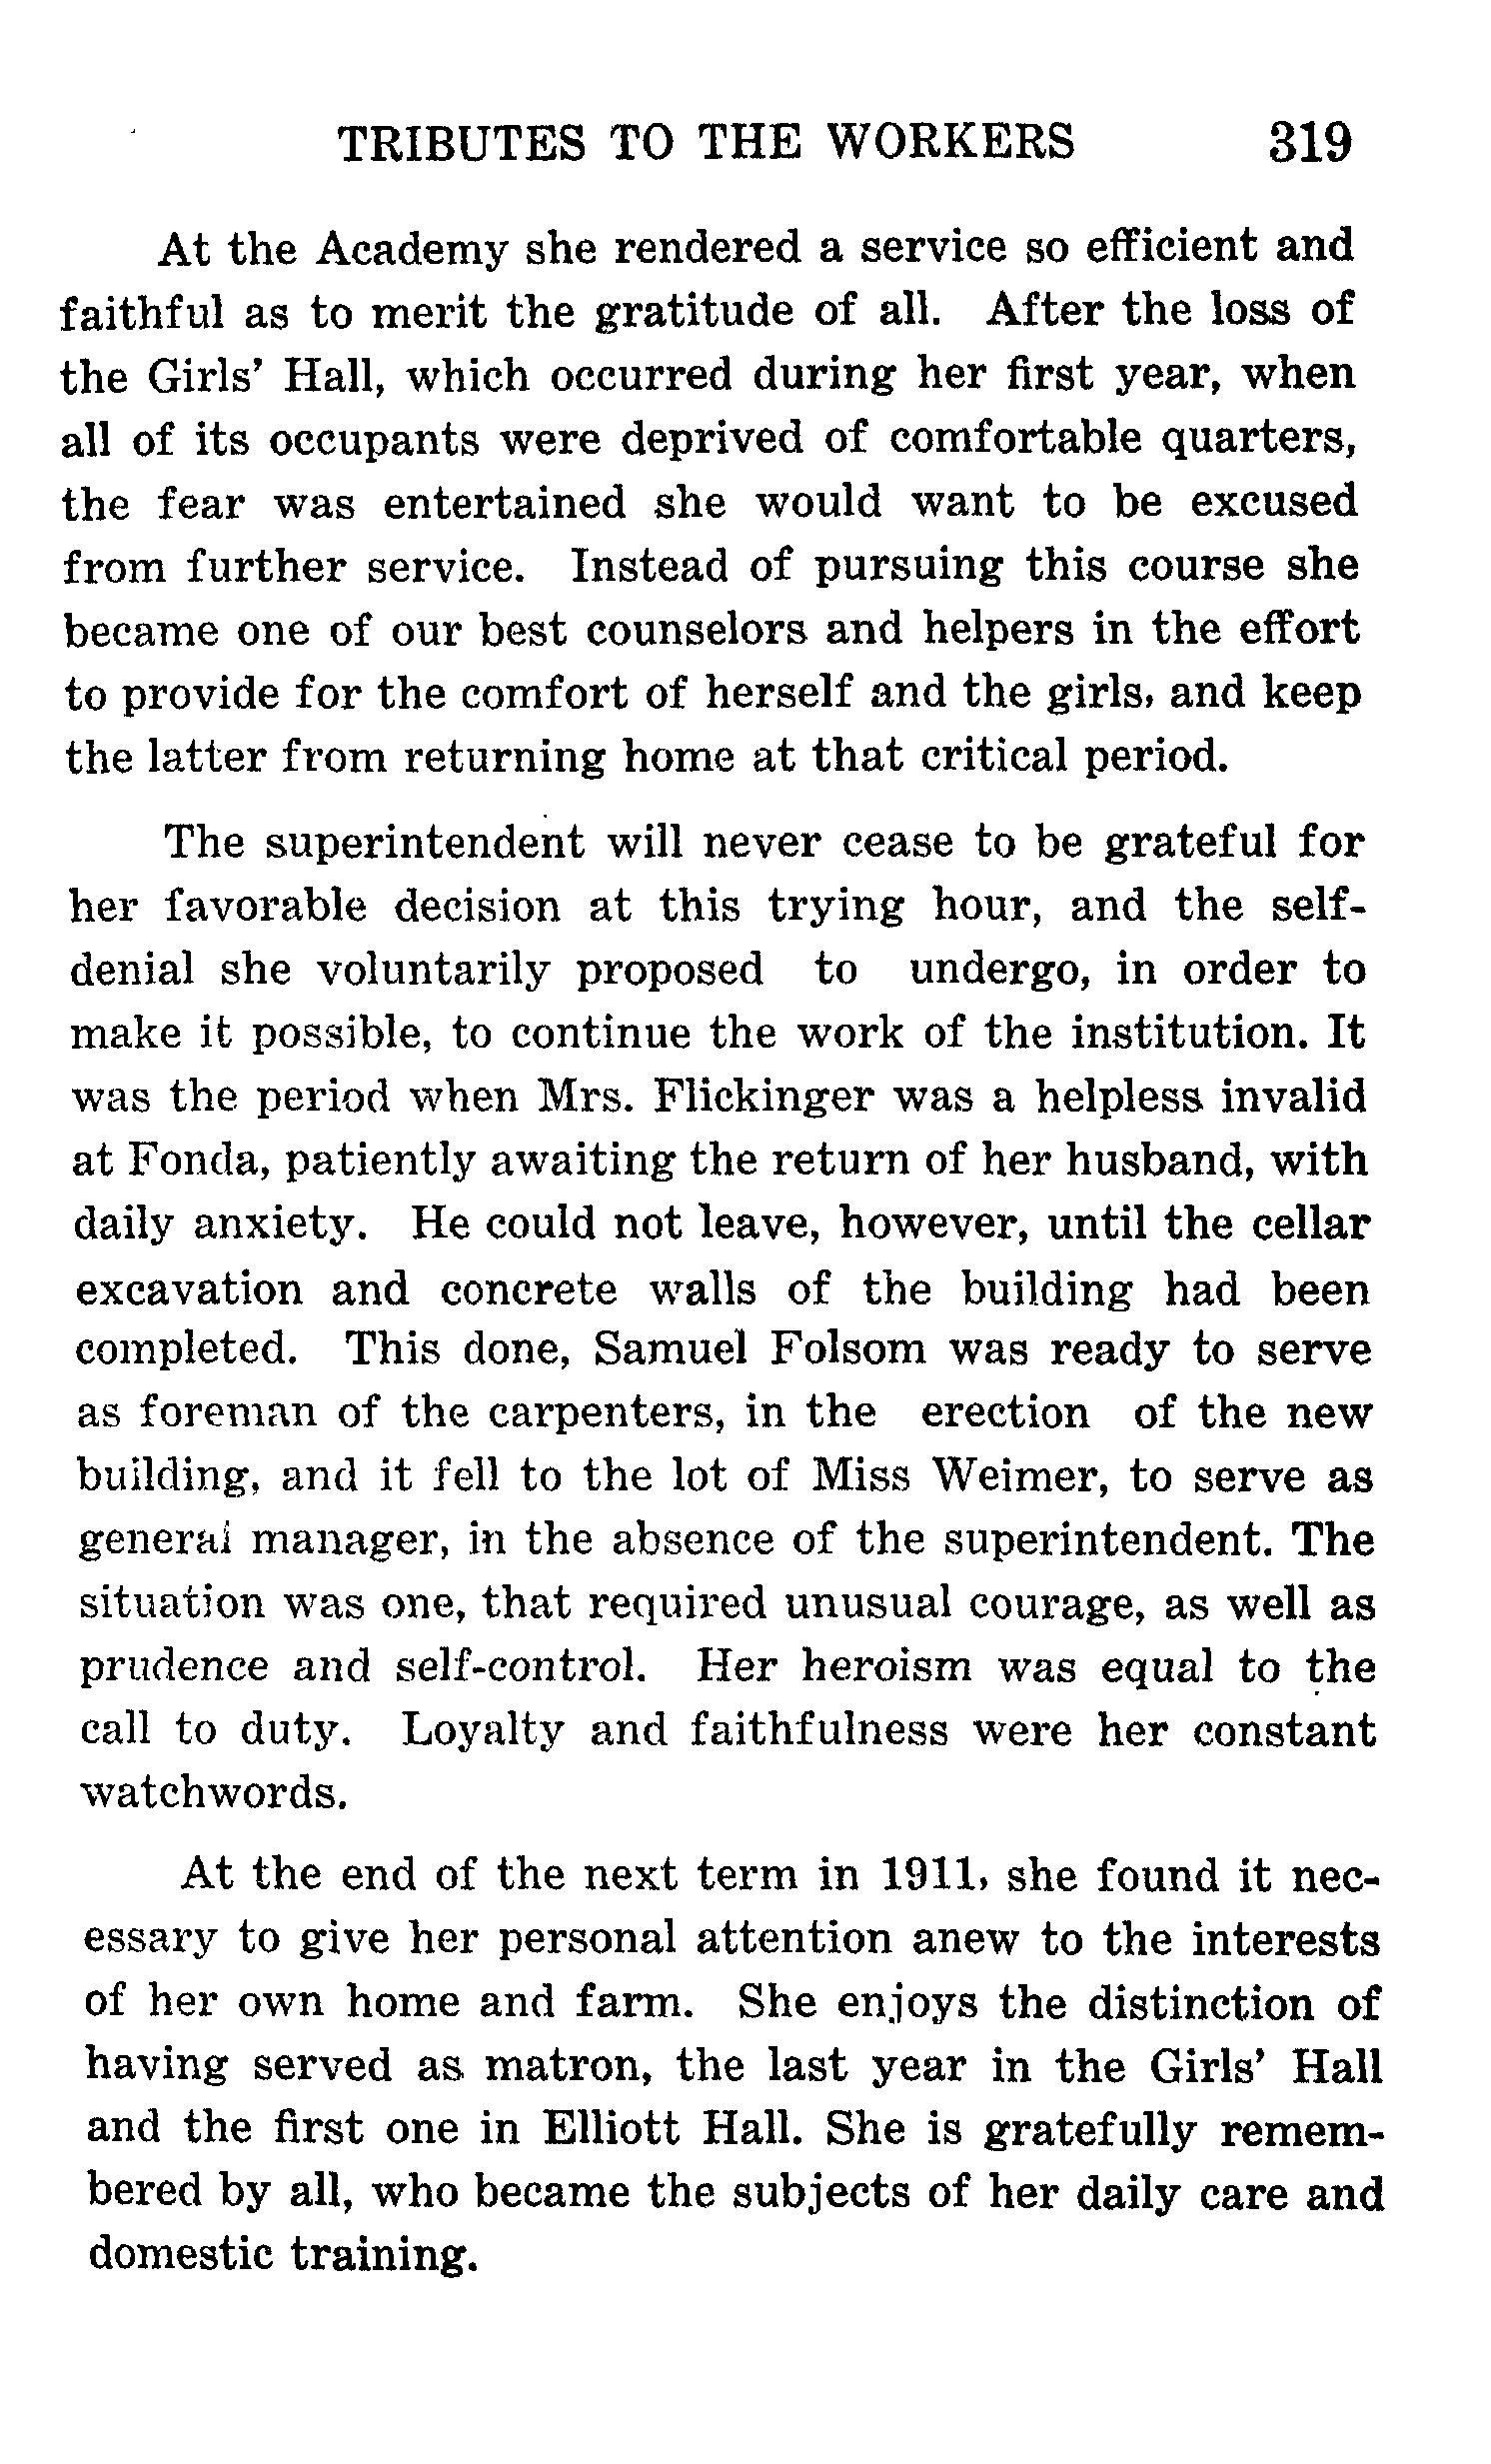 TRIBUTES TO THE WORKERS 319
At the Academy she rendered a service so efficient and
faithful as to merit the gratitude of all. After the loss of
the Girls' Hall, which occurred during her first year, when
all of its occupants were deprived of comfortable quarters,
the fear was entertained she would want to be excused
from further service. Instead of pursuing this course she
became one of our best counselors and helpers in the effort
to provide for the comfort of herself and the girls, and keep
the latter from returning home at that critical period.
The superintendent will never cease to be grateful for
her favorable decision at this trying hour, and the self-
denial she voluntarily proposed to undergo, in order to
make it possible, to continue the work of the institution. It
was the period when Mrs. Flickinger was a helpless invalid
at Fonda, patiently awaiting the return of her husband, with
daily anxiety. He could not leave, however, until the cellar
excavation and concrete walls of the building had been
completed. This done, Samuel Folsom was ready to serve
as foreman of the carpenters, in the erection of the new
building, and it fell to the lot of Miss Weimer, to serve as
general manager, in the absence of the superintendent. The
situation was one, that required unusual courage, as well as
prudence and self-control. Her heroism was equal to the
call to duty. Loyalty and faithfulness were her constant
watchwords.
At the end of the next term in 1911, she found it nec-
essary to give her personal attention anew to the interests
of her own home and farm. She enjoys the distinction of
having served as matron, the last year in the Girls' Hall
and the first one in Elliott Hall. She is gratefully remem-
bered by all, who became the subjects of her daily care and
domestic training.